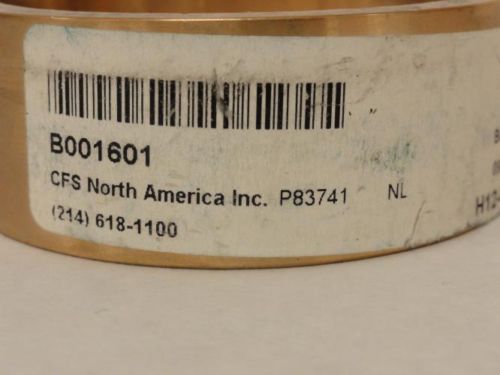 B001601
CFS North America Inc. P83741 NL
(214) 618-1100